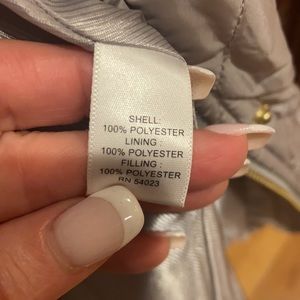 SHELL:
100% POLYESTER
LINING :
100% POLYESTER
FILLING :
100% POLYESTER
RN 54023